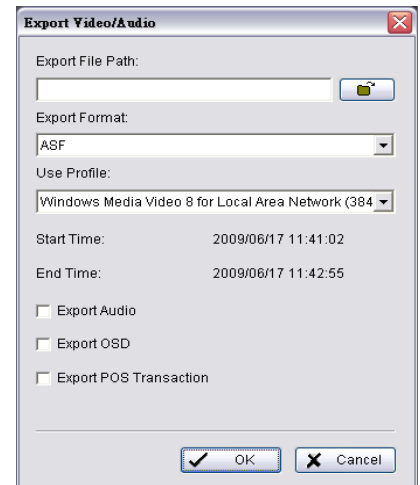 Export Video/Audio
Export File Path:
Export Format:
ASF
Use Profile:
Windows Media Video 8 for Local Area Network (384
Start Time: 2009/06/17 11:41:02
End Time: 2009/06/17 11:42:55
Export Audio
Export OSD
Export POS Transaction
OK Cancel